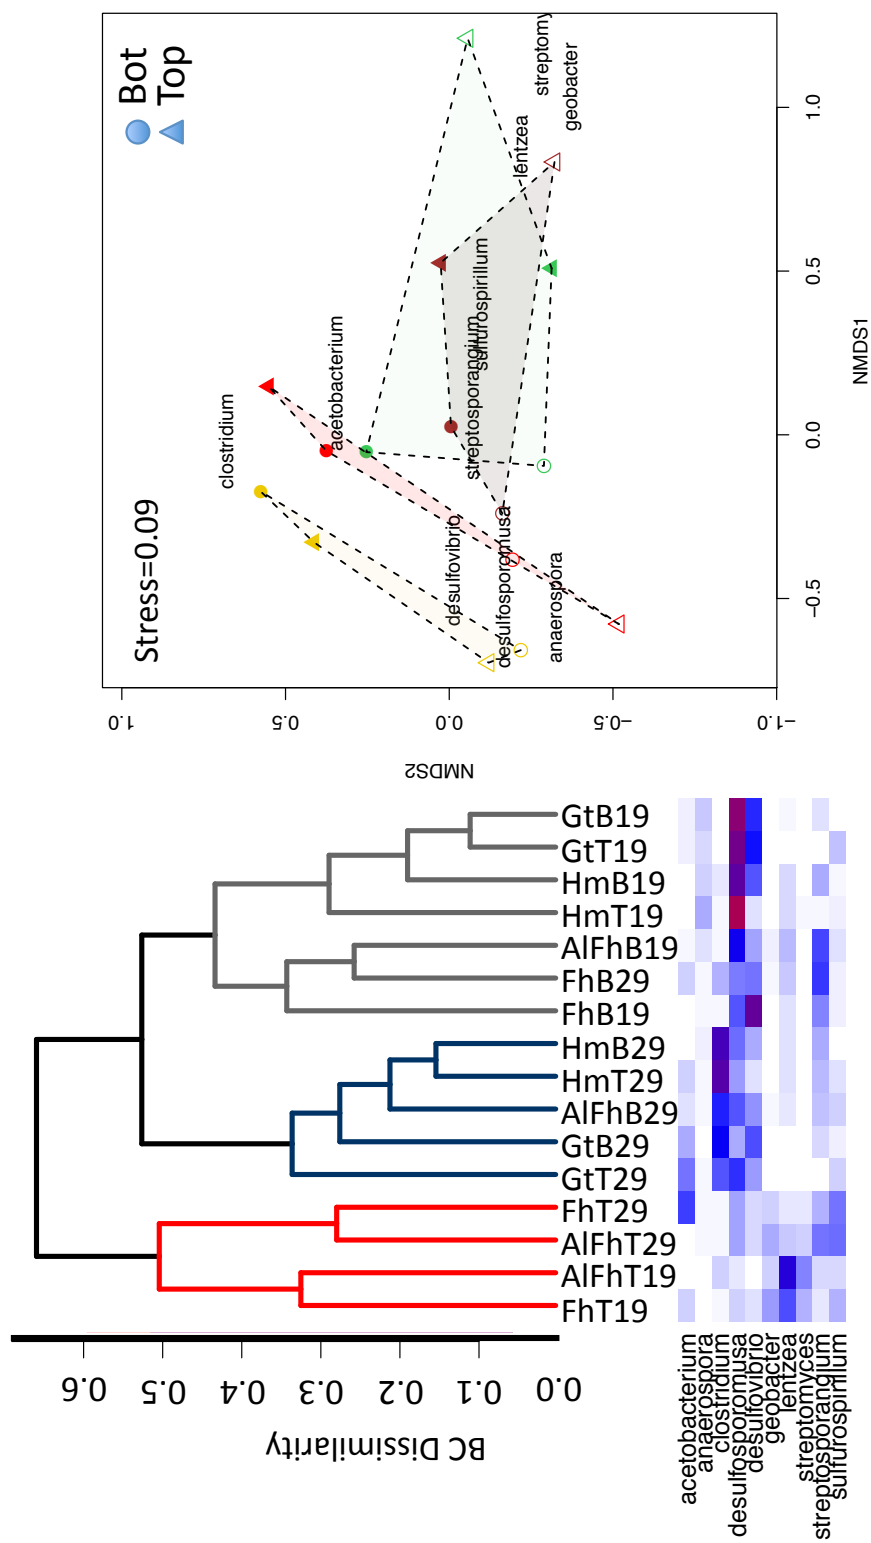 Stress=0.09
Bot
Top
clostridium
acetobacterium
streptosporangium
sulfurospirillum
lentzea
streptomy
geobacter
desulfovibrio
desulfosporomusa
anaerospora
1.0
0.5
0.0
−0.5
−1.0
NMDS2
−0.5
0.0
0.5
1.0
NMDS1
BC Dissimilarity
0.6
0.5
0.4
0.3
0.2
0.1
0.0
GtB19
GtT19
HmB19
HmT19
AlFhB19
FhB29
FhB19
HmB29
HmT29
AlFhB29
GtB29
GtT29
FhT29
AlFhT29
AlFhT19
FhT19
acetobacterium
anaerospora
clostridium
desulfosporomusa
desulfovibrio
geobacter
lentzea
streptomyces
streptosporangium
sulfurospirillum